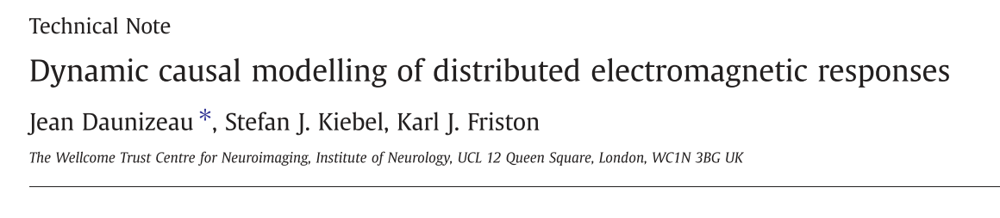 Technical Note
Dynamic causal modelling of distributed electromagnetic responses
Jean Daunizeau *, Stefan J. Kiebel, Karl J. Friston
The Wellcome Trust Centre for Neuroimaging, Institute of Neurology, UCL 12 Queen Square, London, WC1N 3BG UK